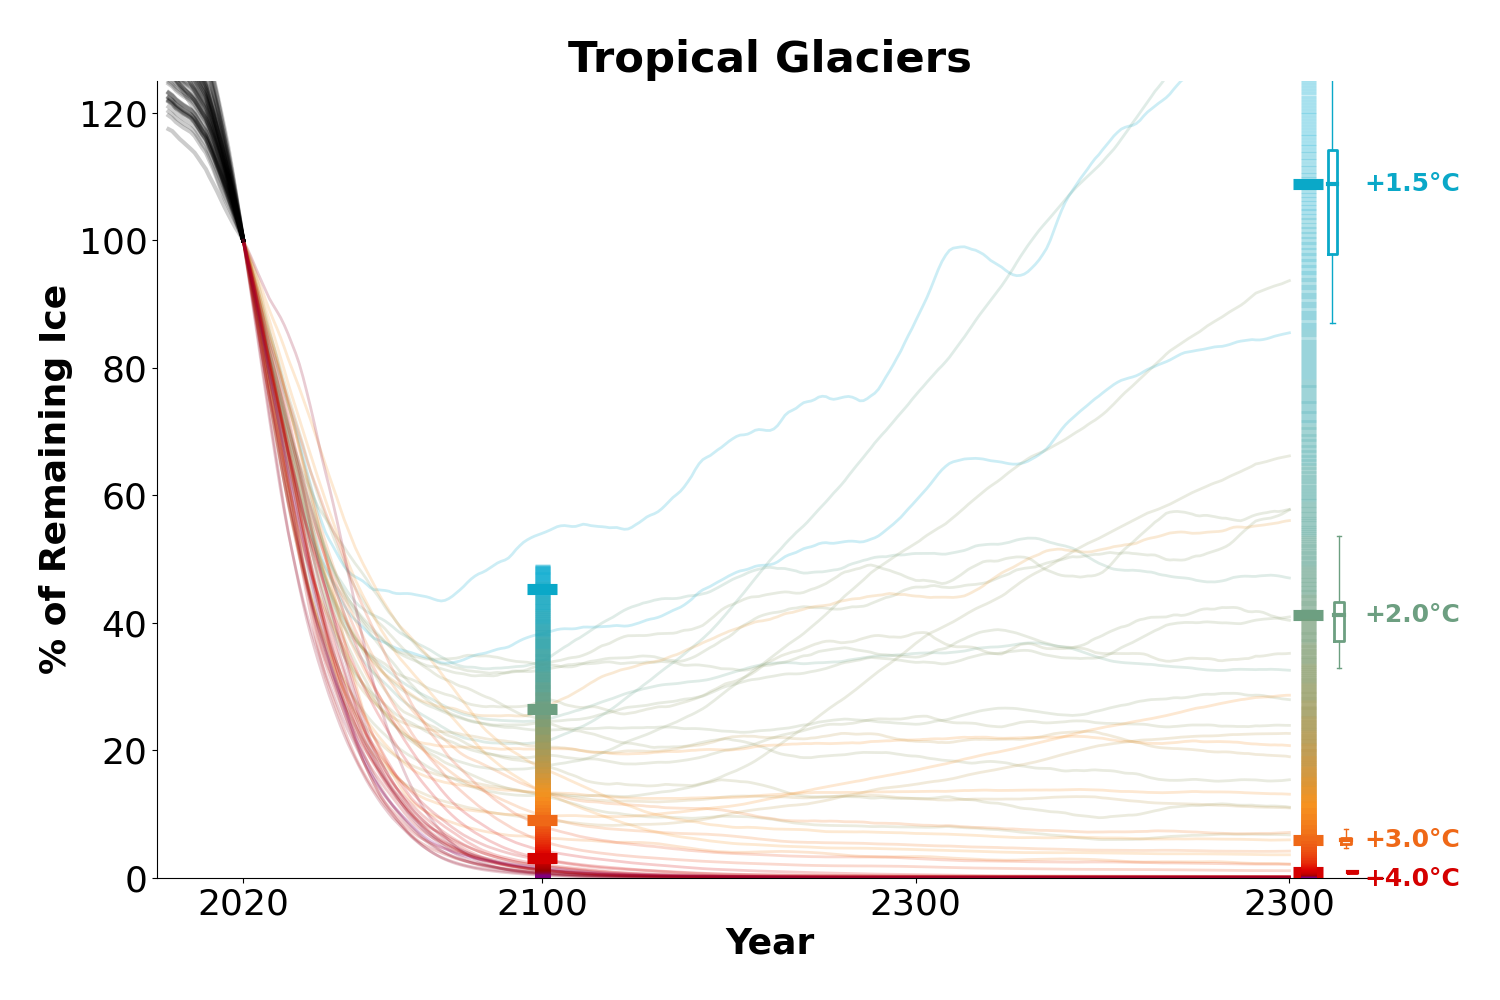 Tropical Glaciers
% of Remaining Ice
120
100
80
60
40
20
0
+1.5°C
+2.0°C
+3.0°C
+4.0°C
2020 2100 2300 2300
Year